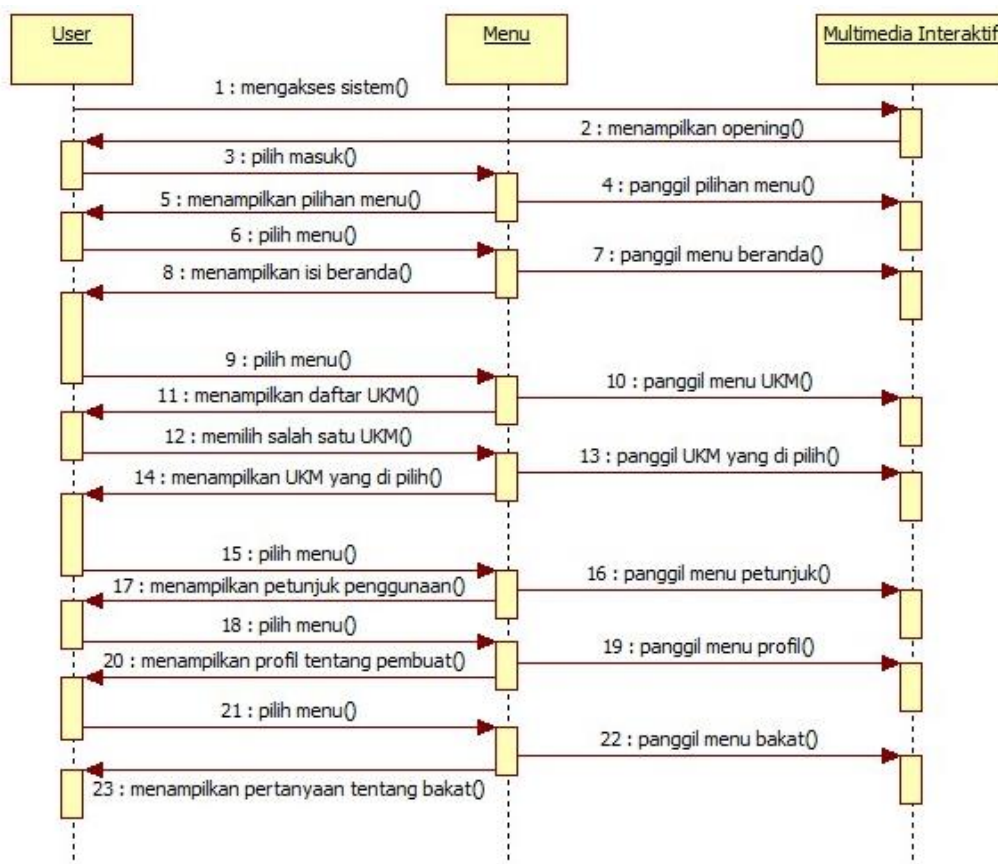 User
Menu
Multimedia Interaktif
1 : mengakses sistem()
2 : menampilkan opening()
3 : pilih masuk()
4 : panggil pilihan menu()
5 : menampilkan pilihan menu()
6 : pilih menu()
7 : panggil menu beranda()
8 : menampilkan isi beranda()
9 : pilih menu()
10 : panggil menu UKM()
11 : menampilkan daftar UKM()
12 : memilih salah satu UKM()
13 : panggil UKM yang di pilih()
14 : menampilkan UKM yang di pilih()
15 : pilih menu()
16 : panggil menu petunjuk()
17 : menampilkan petunjuk penggunaan()
18 : pilih menu()
19 : panggil menu profil()
20 : menampilkan profil tentang pembuat()
21 : pilih menu()
22 : panggil menu bakat()
23 : menampilkan pertanyaan tentang bakat()